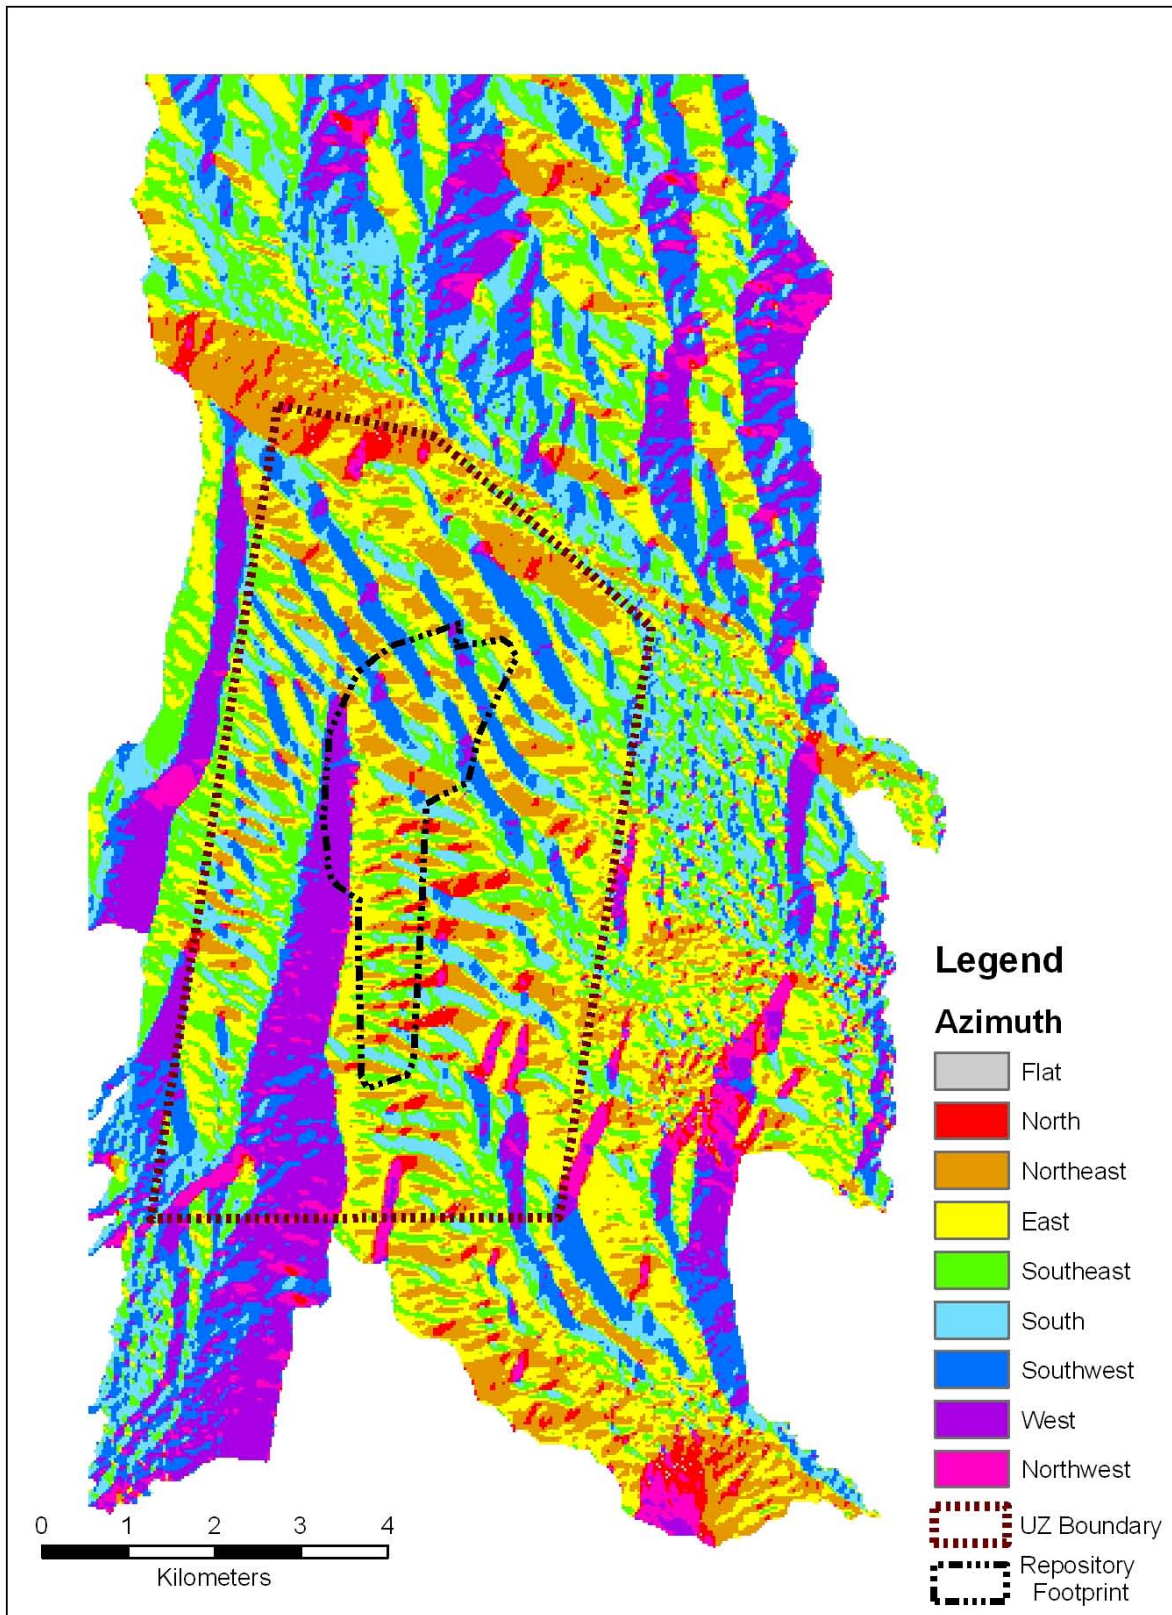 Legend
Azimuth
Flat
North
Northeast
East
Southeast
South
Southwest
West
Northwest
UZ Boundary
Repository
Footprint
0 1 2 3 4
Kilometers